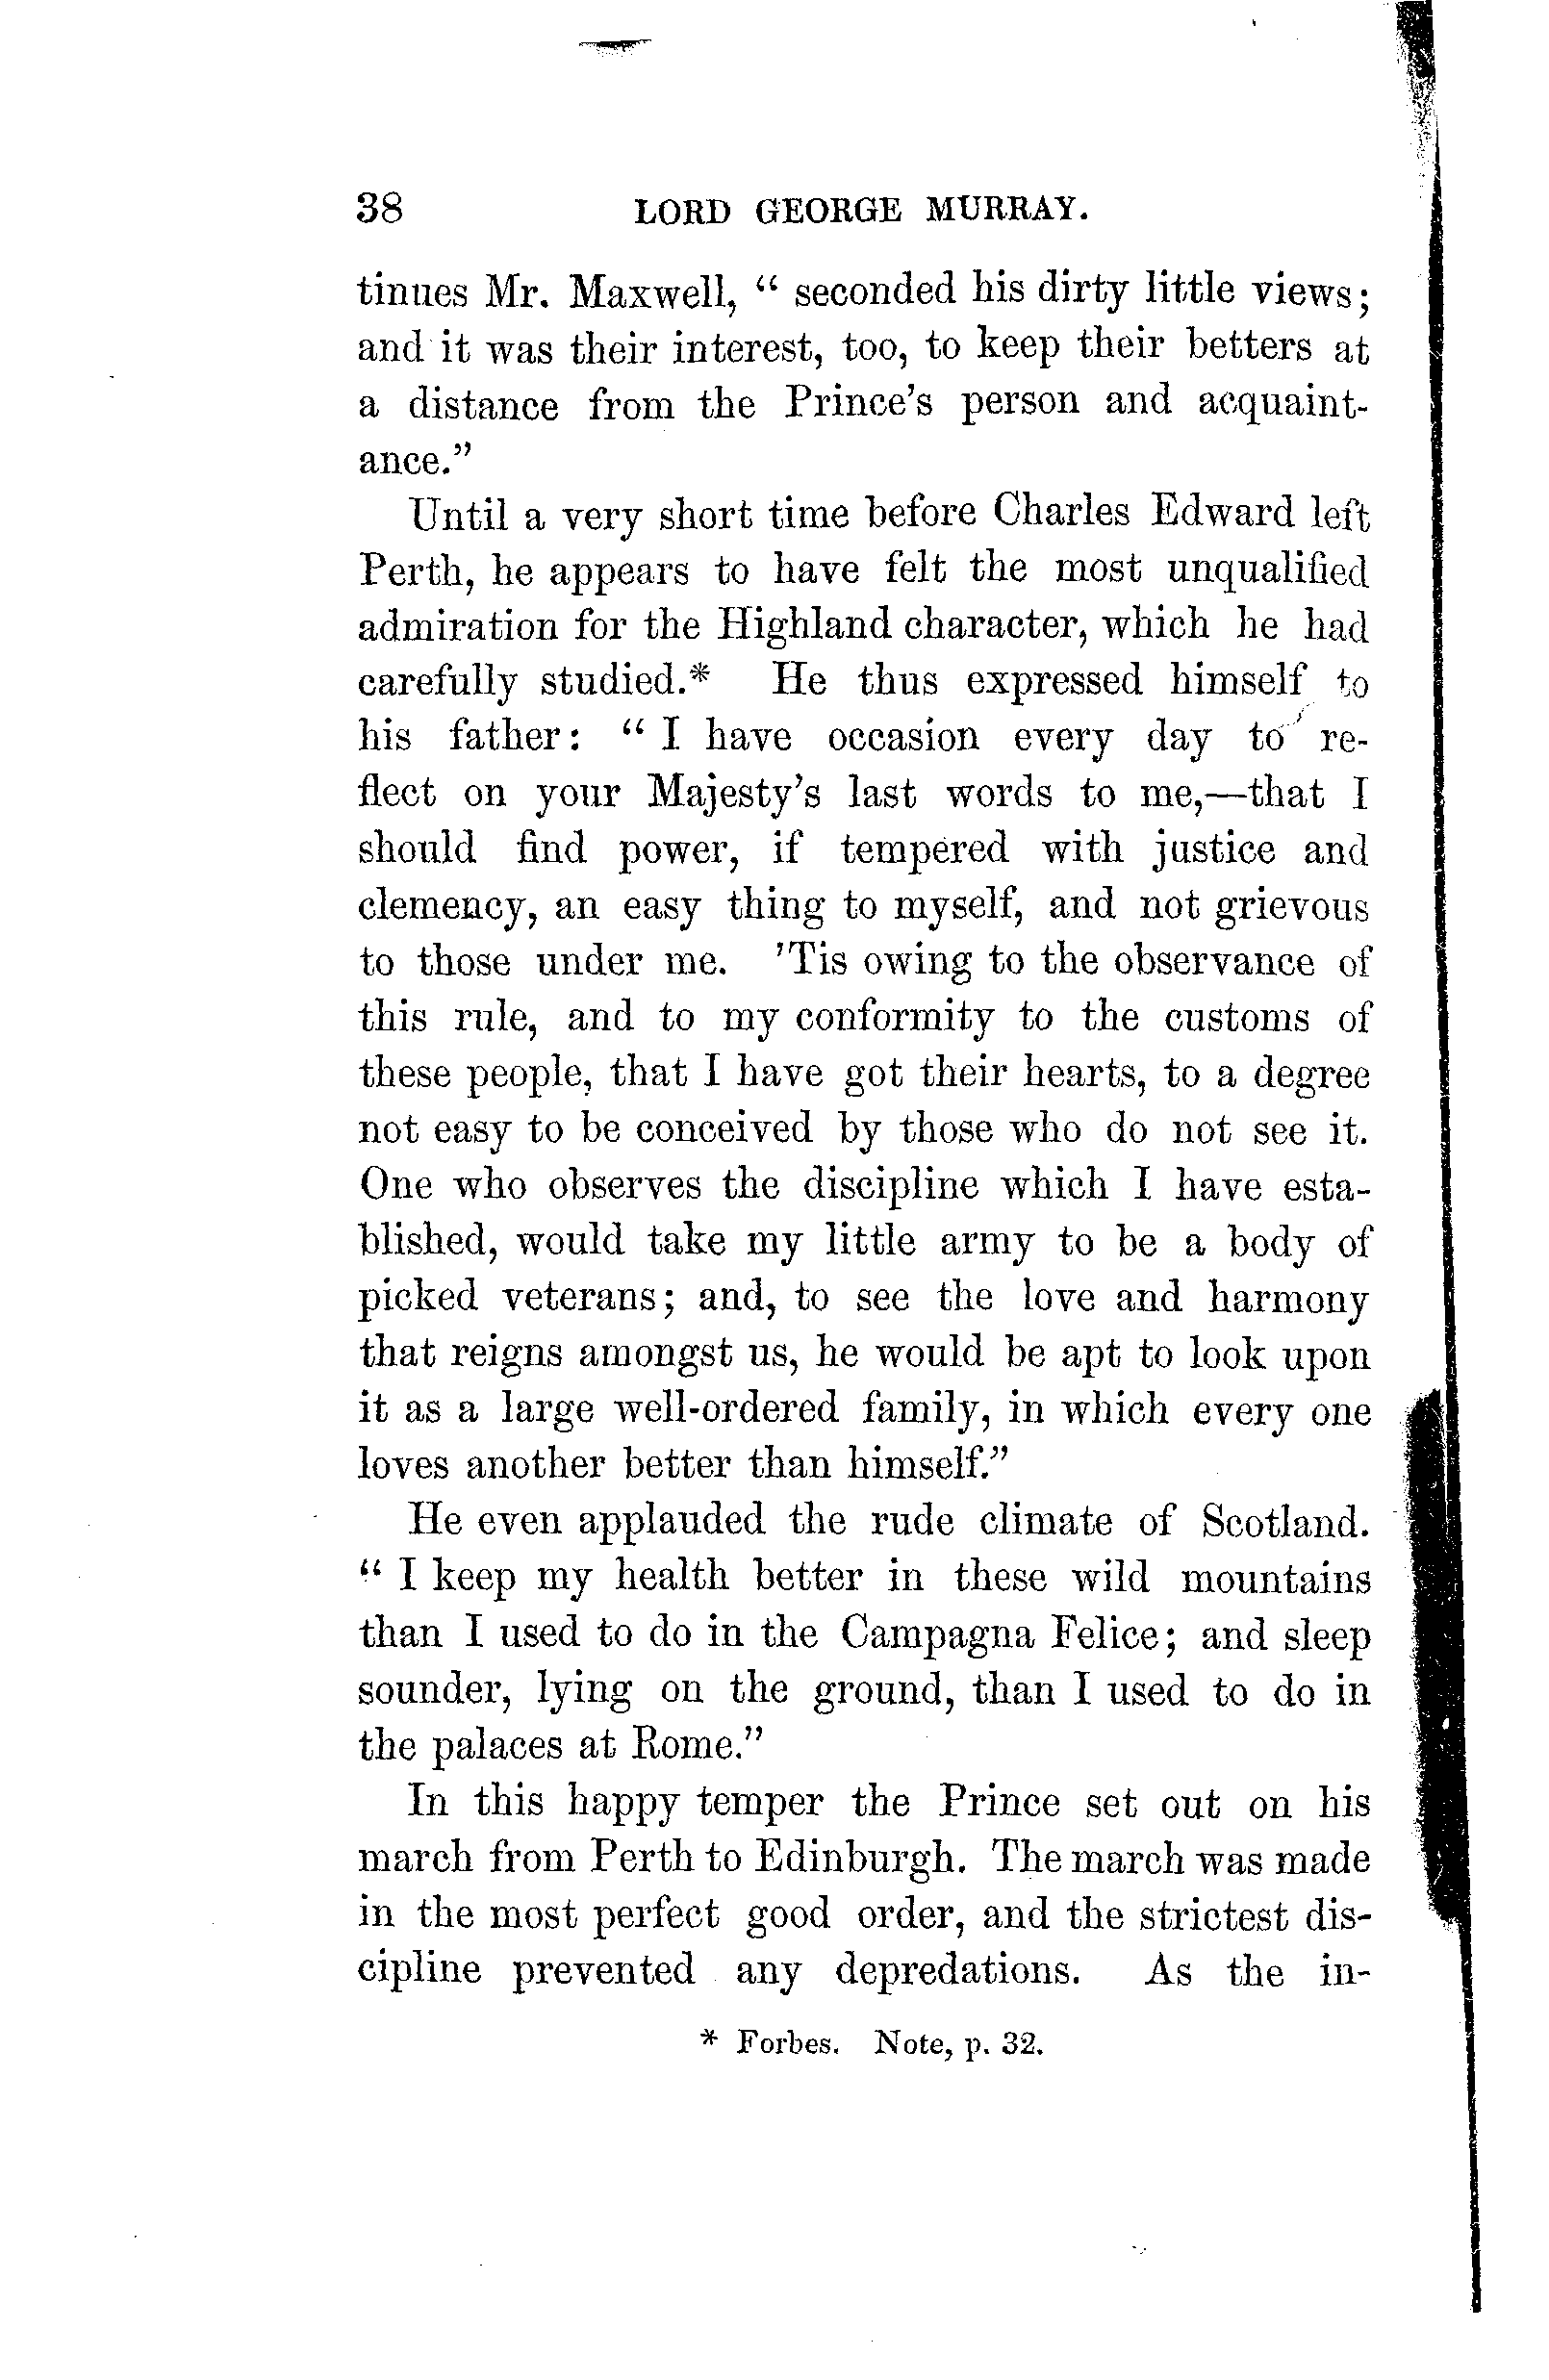 38 LORD GEORGE MURRAY.
tinues Mr. Maxwell, " seconded his dirty little views;
and it was their interest, too, to keep their betters at
a distance from the Prince's person and acquaint-
ance."
Until a very short time before Charles Edward left
Perth, he appears to have felt the most unqualified
admiration for the Highland character, which he had
carefully studied.* He thus expressed himself to
his father: " I have occasion every day to re-
flect on your Majesty's last words to me,—that I
should find power, if tempered with justice and
clemency, an easy thing to myself, and not grievous
to those under me. 'Tis owing to the observance of
this rule, and to my conformity to the customs of
these people, that I have got their hearts, to a degree
not easy to be conceived by those who do not see it.
One who observes the discipline which I have esta-
blished, would take my little army to be a body of
picked veterans; and, to see the love and harmony
that reigns amongst us, he would be apt to look upon
it as a large well-ordered family, in which every one
loves another better than himself."
He even applauded the rude climate of Scotland.
" I keep my health better in these wild mountains
than I used to do in the Campagna Felice; and sleep
sounder, lying on the ground, than I used to do in
the palaces at Rome."
In this happy temper the Prince set out on his
march from Perth to Edinburgh. The march was made
in the most perfect good order, and the strictest dis-
cipline prevented any depredations. As the in-
* Forbes. Note, p. 32.